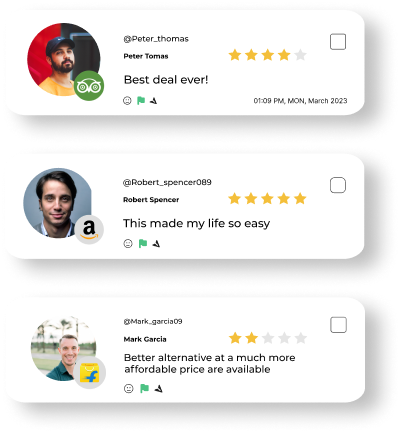 @Peter_thomas
Peter Tomas
Best deal ever!
01:09 PM, MON, March 2023
@Robert_spencer089
Robert Spencer
This made my life so easy
a
@Mark_garcia09
Mark Garcia
Better alternative at a much more
affordable price are available
f